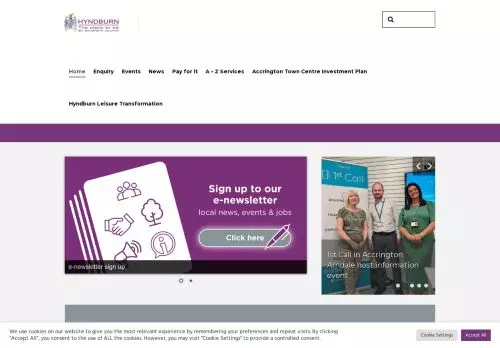 HYNDBURN
The place to be
an excellent council
Home Enquiry Events News Pay for it A – Z Services Accrington Town Centre Investment Plan
Hyndburn Leisure Transformation
Sign up to our
e-newsletter
local news, events & jobs
Click here
e-newsletter sign up
1st Call
1st Call in Accrington
Arndale host information
event
We use cookies on our website to give you the most relevant experience by remembering your preferences and repeat visits. By clicking
"Accept All", you consent to the use of ALL the cookies. However, you may visit "Cookie Settings" to provide a controlled consent.
Cookie Settings
Accept All